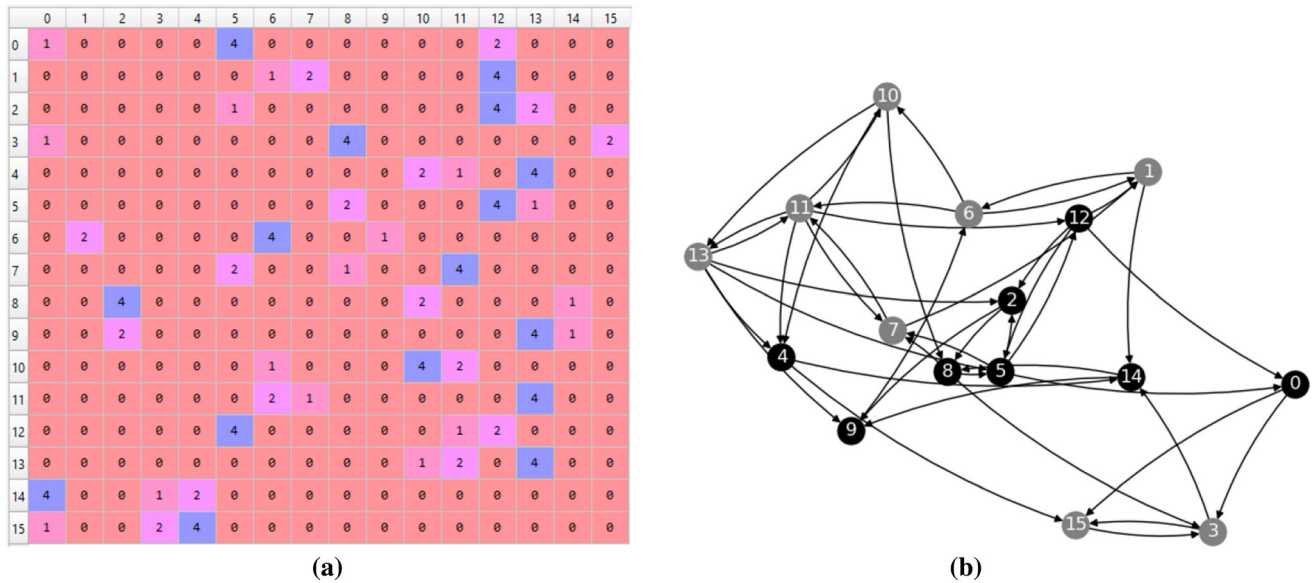 0 1 2 3 4 5 6 7 8 9 10 11 12 13 14 15
0 1 0 0 0 0 4 0 0 0 0 0 0 2 0 0 0
1 0 0 0 0 0 0 1 2 0 0 0 0 4 0 0 0
2 0 0 0 0 0 1 0 0 0 0 0 0 4 2 0 0
3 1 0 0 0 0 0 0 0 4 0 0 0 0 0 0 2
4 0 0 0 0 0 0 0 0 0 0 2 1 0 4 0 0
5 0 0 0 0 0 0 0 0 2 0 0 0 4 1 0 0
6 0 2 0 0 0 0 4 0 0 1 0 0 0 0 0 0
7 0 0 0 0 0 2 0 0 1 0 0 4 0 0 0 0
8 0 0 4 0 0 0 0 0 0 0 2 0 0 0 1 0
9 0 0 2 0 0 0 0 0 0 0 0 0 0 4 1 0
10 0 0 0 0 0 0 1 0 0 0 4 2 0 0 0 0
11 0 0 0 0 0 0 2 1 0 0 0 0 0 4 0 0
12 0 0 0 0 0 4 0 0 0 0 0 1 2 0 0 0
13 0 0 0 0 0 0 0 0 0 0 1 2 0 4 0 0
14 4 0 0 1 2 0 0 0 0 0 0 0 0 0 0 0
15 1 0 0 2 4 0 0 0 0 0 0 0 0 0 0 0
(a)
10
1
11 6 12
13
2
7
4 8 5 14 0
9
15 3
(b)